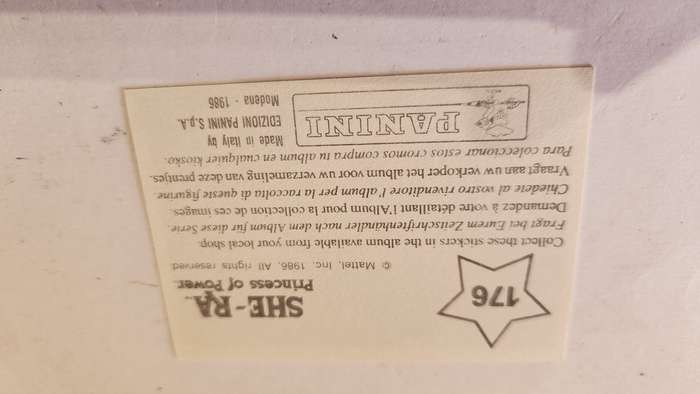 176
SHE-RA™
Princess of Power™
© Mattel, Inc. 1986. All rights reserved.
Collect these stickers in the album available from your local shop.
Fragt bei Eurem Zeitschriftenhändler nach dem Album für diese Serie.
Demandez à votre détaillant l'Album pour la collection de ces images.
Chiedete al vostro rivenditore l'album per la raccolta di queste figurine.
Vraagt aan uw verkoper het album voor uw verzameling van deze prentjes.
Para coleccionar estos cromos compra tu album en cualquier kiosko.
PANINI
Made in Italy by
EDIZIONI PANINI S.p.A.
Modena - 1986